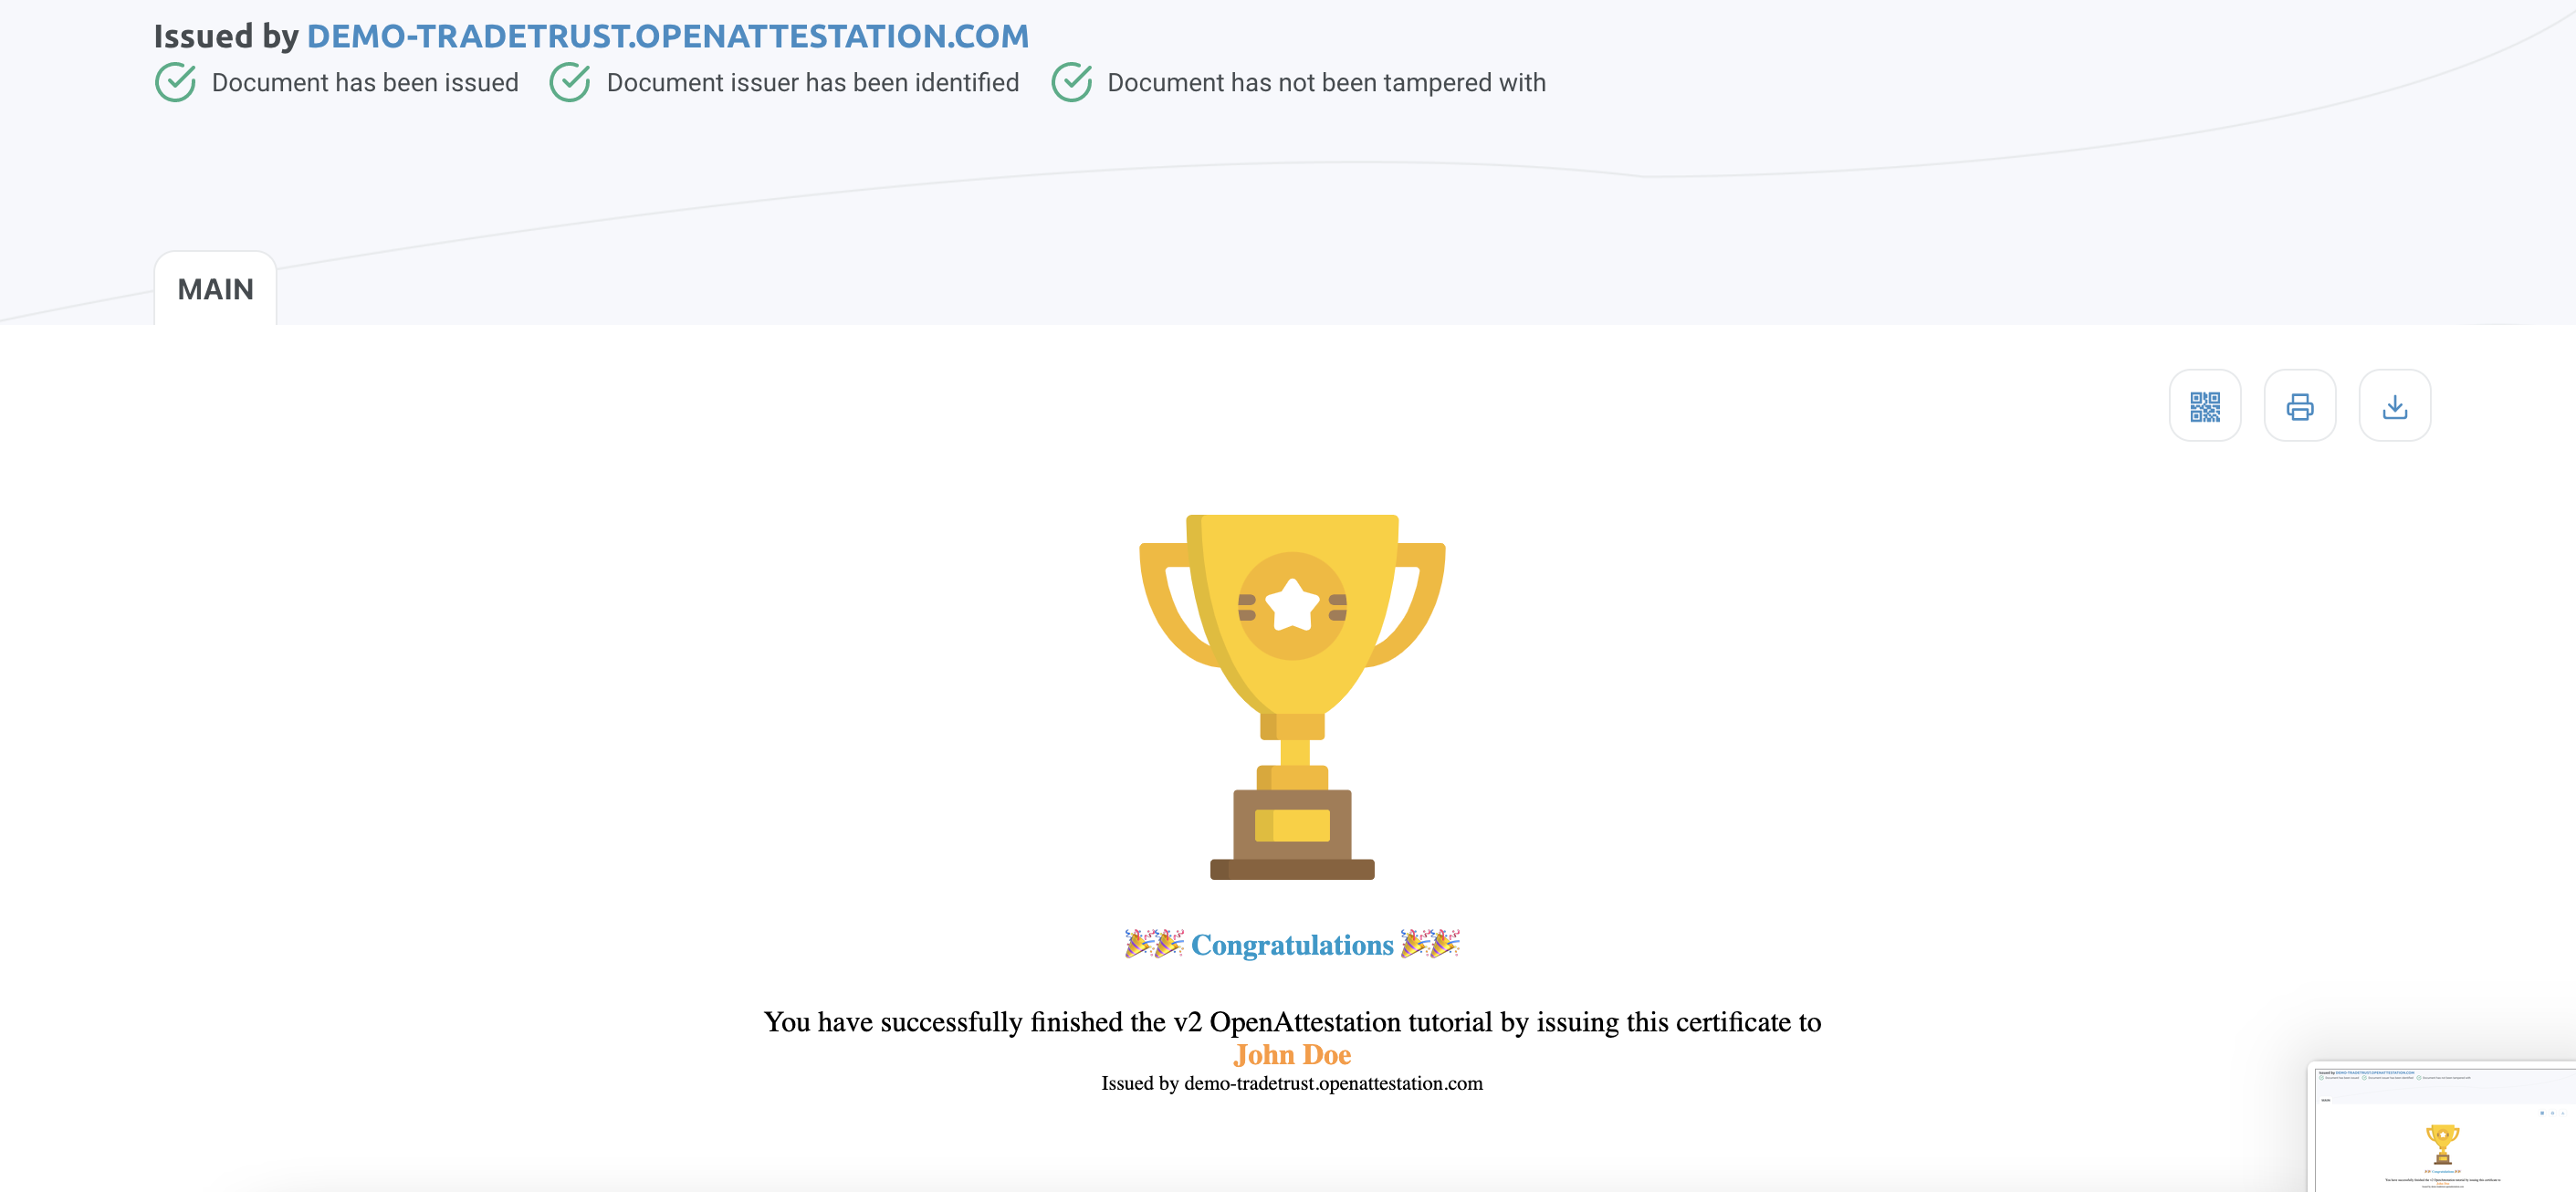 Issued by DEMO-TRADETRUST.OPENATTESTATION.COM
Document has been issued Document issuer has been identified Document has not been tampered with
MAIN
🎉🎉 Congratulations 🎉🎉
You have successfully finished the v2 OpenAttestation tutorial by issuing this certificate to
John Doe
Issued by demo-tradetrust.openattestation.com